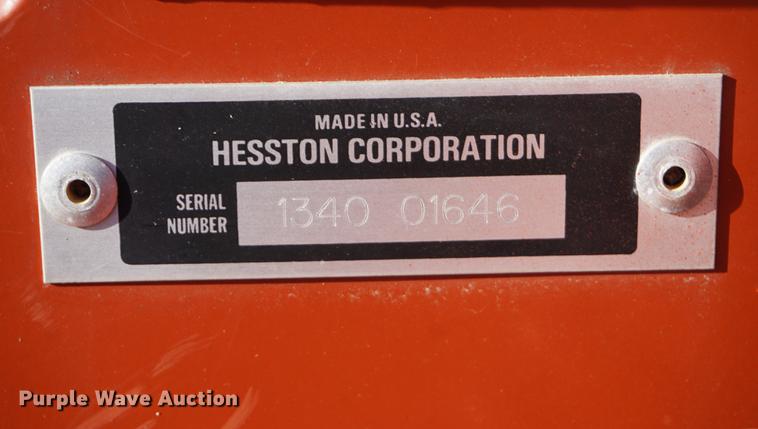 MADE IN U.S.A.
HESSTON CORPORATION
SERIAL NUMBER
1340 01646
Purple Wave Auction